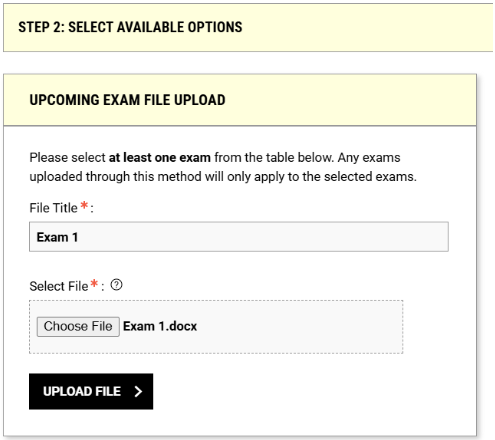 STEP 2: SELECT AVAILABLE OPTIONS
UPCOMING EXAM FILE UPLOAD
Please select at least one exam from the table below. Any exams
uploaded through this method will only apply to the selected exams.
File Title * :
Exam 1
Select File * : ?
Choose File Exam 1.docx
UPLOAD FILE >